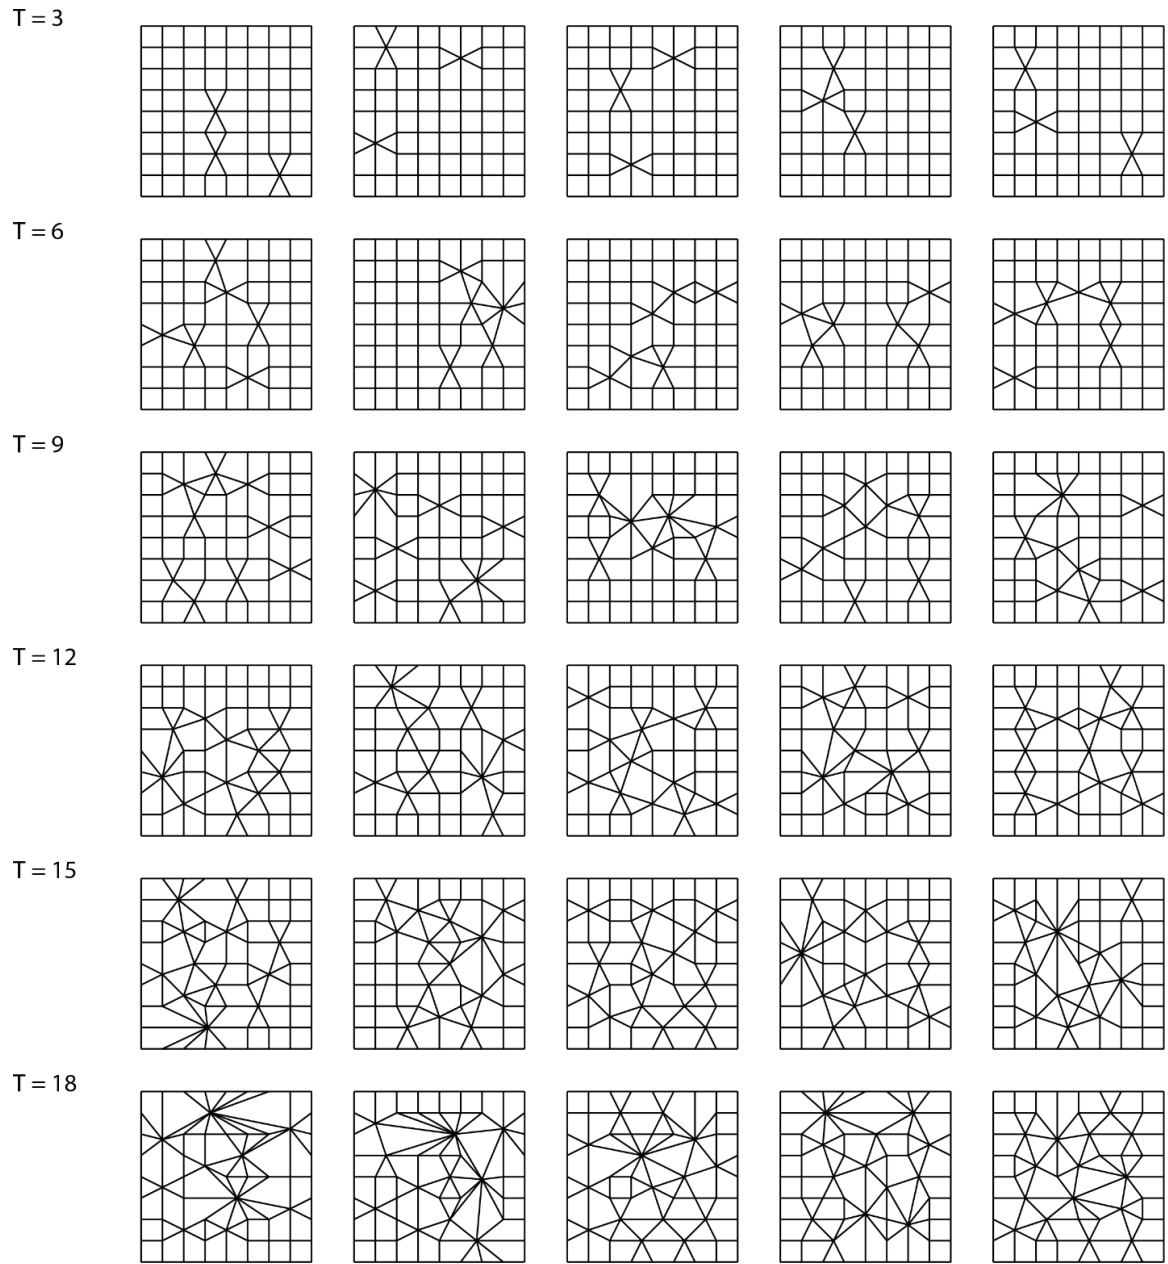 T = 3
T = 6
T = 9
T = 12
T = 15
T = 18